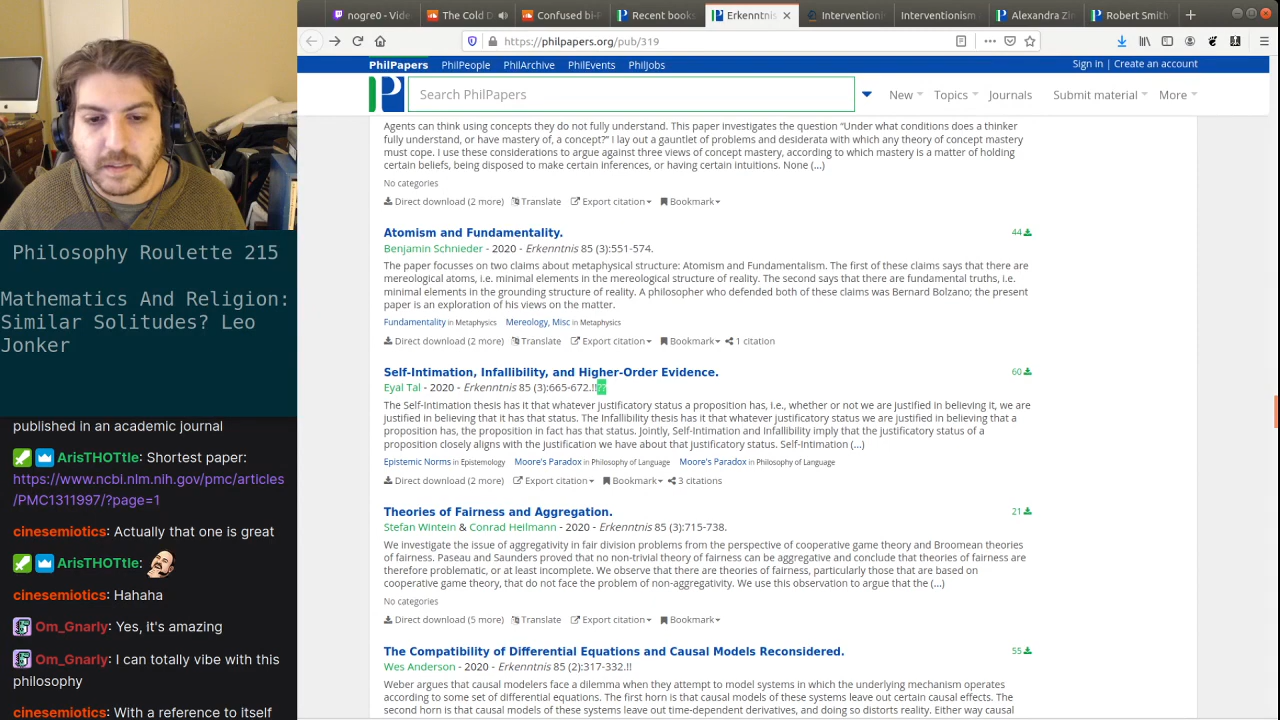 nogre0 - Vide
The Cold D
Confused bi-P
Recent books
Erkenntnis
Intervention
Interventionism
Alexandra Zin
Robert Smith
https://philpapers.org/pub/319
PhilPapers PhilPeople PhilArchive PhilEvents PhilJobs
Sign in | Create an account
Search PhilPapers
New Topics Journals Submit material More
Philosophy Roulette 215
Mathematics And Religion:
Similar Solitudes? Leo
Jonker
published in an academic journal
ArisTHOTtle: Shortest paper:
https://www.ncbi.nlm.nih.gov/pmc/articles
/PMC1311997/?page=1
cinesemiotics: Actually that one is great
ArisTHOTtle:
cinesemiotics: Hahaha
Om_Gnarly: Yes, it's amazing
Om_Gnarly: I can totally vibe with this
philosophy
cinesemiotics: With a reference to itself
Agents can think using concepts they do not fully understand. This paper investigates the question “Under what conditions does a thinker
fully understand, or have mastery of, a concept?” I lay out a gauntlet of problems and desiderata with which any theory of concept mastery
must cope. I use these considerations to argue against three views of concept mastery, according to which mastery is a matter of holding
certain beliefs, being disposed to make certain inferences, or having certain intuitions. None (...)
No categories
Direct download (2 more) Translate Export citation Bookmark
Atomism and Fundamentality.
44
Benjamin Schnieder - 2020 - Erkenntnis 85 (3):551-574.
The paper focusses on two claims about metaphysical structure: Atomism and Fundamentalism. The first of these claims says that there are
mereological atoms, i.e. minimal elements in the mereological structure of reality. The second says that there are fundamental truths, i.e.
minimal elements in the grounding structure of reality. A philosopher who defended both of these claims was Bernard Bolzano; the present
paper is an exploration of his views on the matter.
Fundamentality in Metaphysics Mereology, Misc in Metaphysics
Direct download (2 more) Translate Export citation Bookmark 1 citation
Self-Intimation, Infallibility, and Higher-Order Evidence.
60
Eyal Tal - 2020 - Erkenntnis 85 (3):665-672.!!
The Self-Intimation thesis has it that whatever justificatory status a proposition has, i.e., whether or not we are justified in believing it, we are
justified in believing that it has that status. The Infallibility thesis has it that whatever justificatory status we are justified in believing that a
proposition has, the proposition in fact has that status. Jointly, Self-Intimation and Infallibility imply that the justificatory status of a
proposition closely aligns with the justification we have about that justificatory status. Self-Intimation (...)
Epistemic Norms in Epistemology Moore's Paradox in Philosophy of Language Moore's Paradox in Philosophy of Language
Direct download (2 more) Export citation Bookmark 3 citations
Theories of Fairness and Aggregation.
21
Stefan Wintein & Conrad Heilmann - 2020 - Erkenntnis 85 (3):715-738.
We investigate the issue of aggregativity in fair division problems from the perspective of cooperative game theory and Broomean theories
of fairness. Paseau and Saunders proved that no non-trivial theory of fairness can be aggregative and conclude that theories of fairness are
therefore problematic, or at least incomplete. We observe that there are theories of fairness, particularly those that are based on
cooperative game theory, that do not face the problem of non-aggregativity. We use this observation to argue that the (...)
No categories
Direct download (5 more) Translate Export citation Bookmark
The Compatibility of Differential Equations and Causal Models Reconsidered.
55
Wes Anderson - 2020 - Erkenntnis 85 (2):317-332.!!
Weber argues that causal modelers face a dilemma when they attempt to model systems in which the underlying mechanism operates
according to some set of differential equations. The first horn is that causal models of these systems leave out certain causal effects. The
second horn is that causal models of these systems leave out time-dependent derivatives, and doing so distorts reality. Either way causal